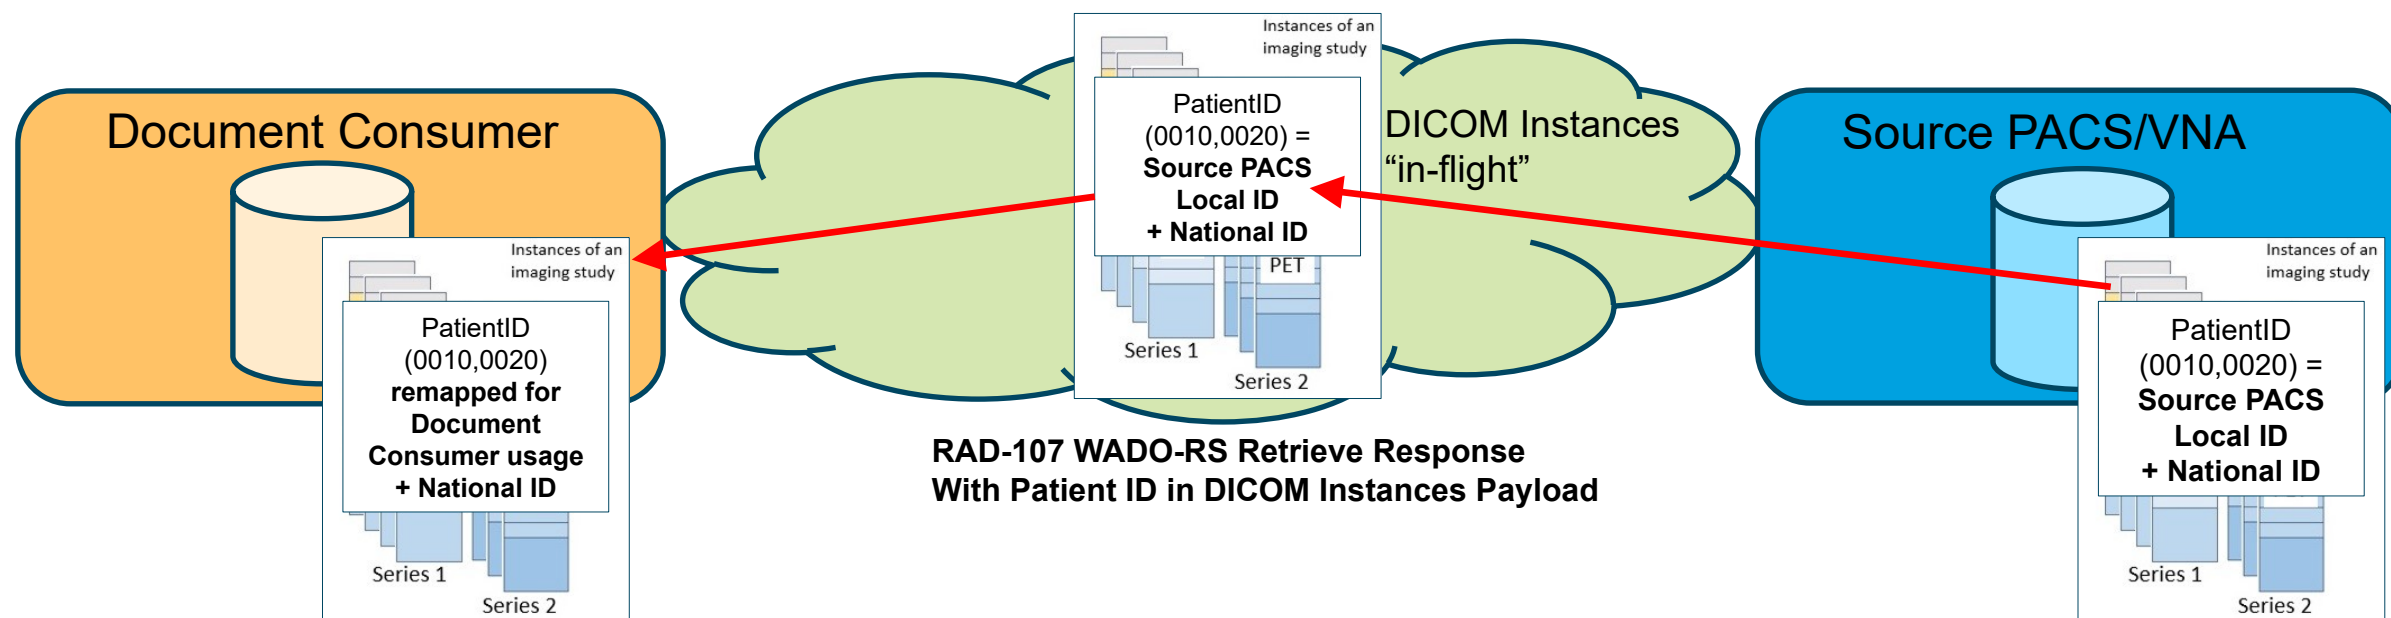 Document Consumer
Instances of an
imaging study
PatientID
(0010,0020)
remapped for
Document
Consumer usage
+ National ID
Series 1
Series 2
Instances of an
imaging study
PatientID
(0010,0020) =
Source PACS
Local ID
+ National ID
PET
Series 1
Series 2
DICOM Instances
“in-flight”
RAD-107 WADO-RS Retrieve Response
With Patient ID in DICOM Instances Payload
Source PACS/VNA
Instances of an
imaging study
PatientID
(0010,0020) =
Source PACS
Local ID
+ National ID
Series 1
Series 2